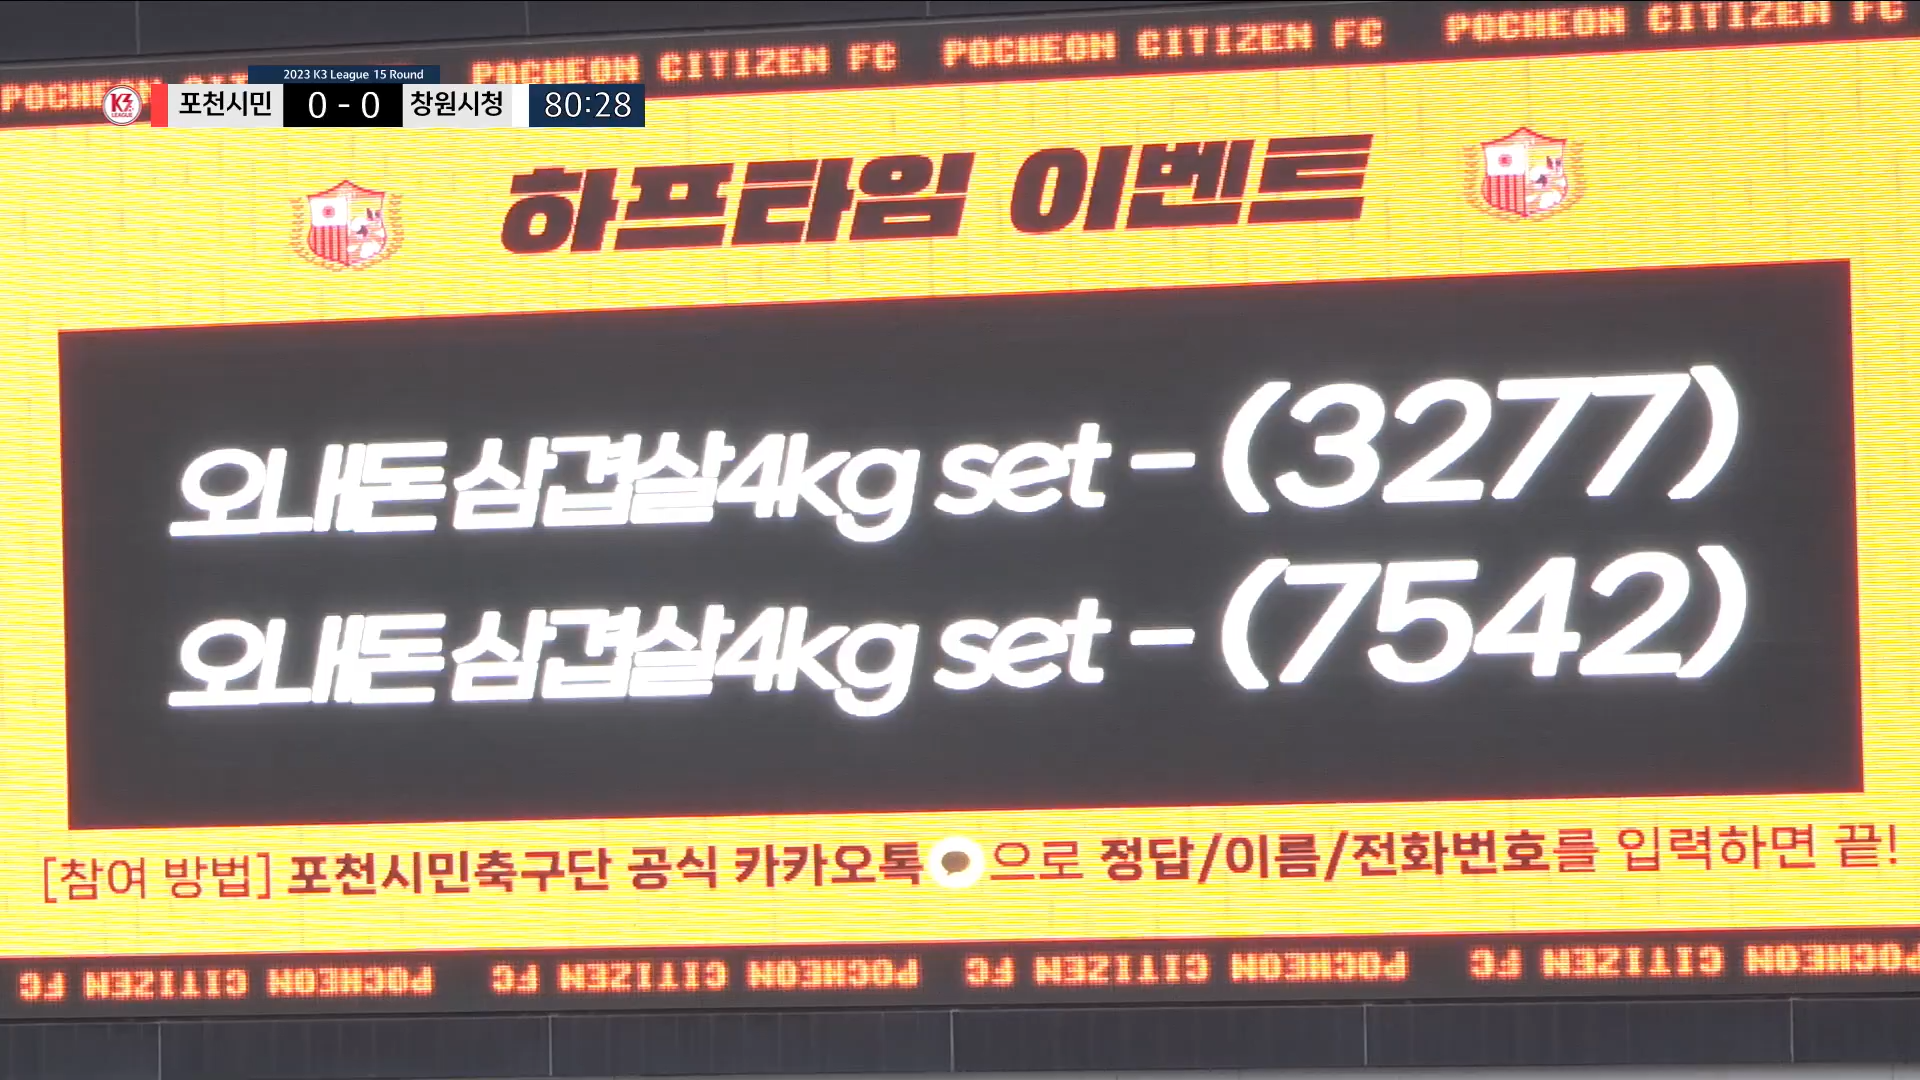 POCHEON CITIZEN FC POCHEON CITIZEN FC
POCHEON CITIZEN FC
2023 K3 League 15 Round
K3 LEAGUE 포천시민 0 - 0 창원시청 80:28
하프타임 이벤트
오내돈 삼겹살4kg set - (3277)
오내돈 삼겹살4kg set - (7542)
[참여 방법] 포천시민축구단 공식 카카오톡으로 정답/이름/전화번호를 입력하면 끝!
POCHEON CITIZEN FC POCHEON CITIZEN FC POCHEON CITIZEN FC POCHEON CITIZEN FC